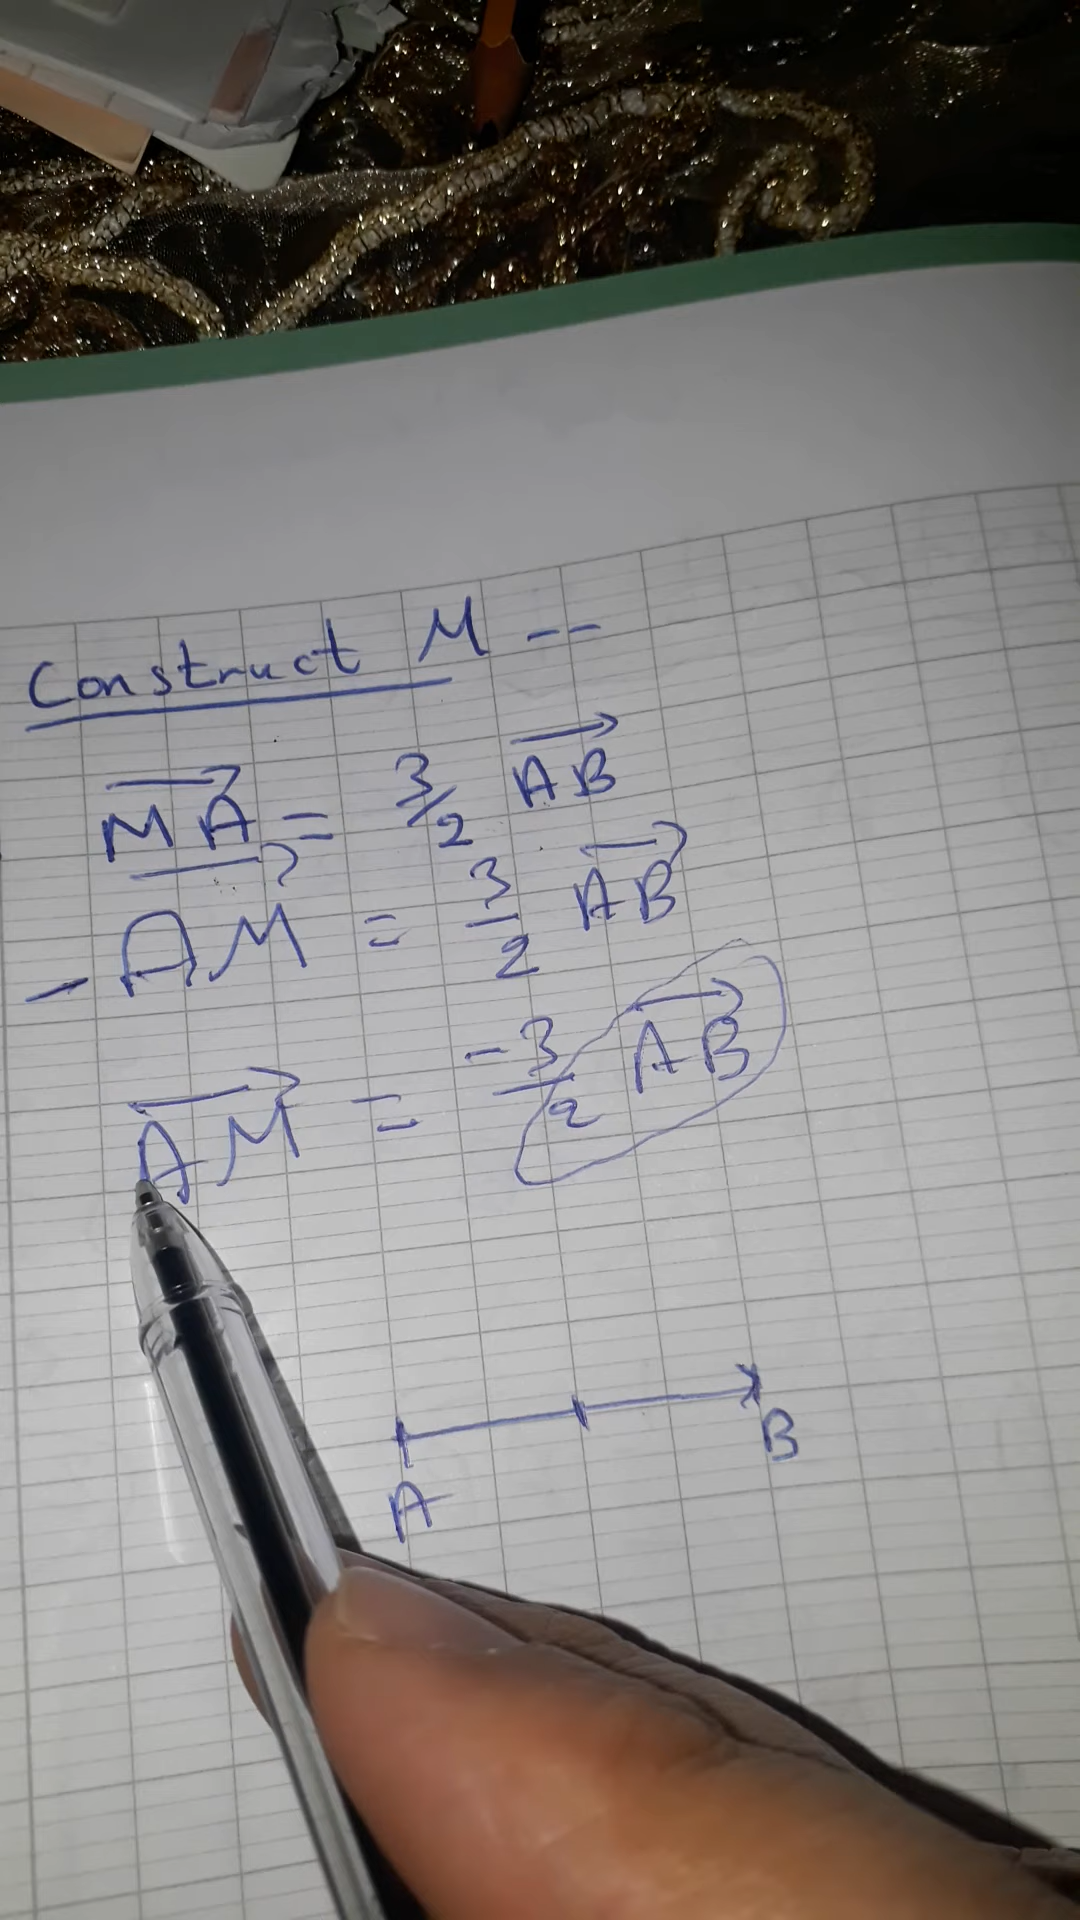 Construct M --
MA = 3/2 AB
- AM = 3/2 AB
AM = -3/2 AB
A B